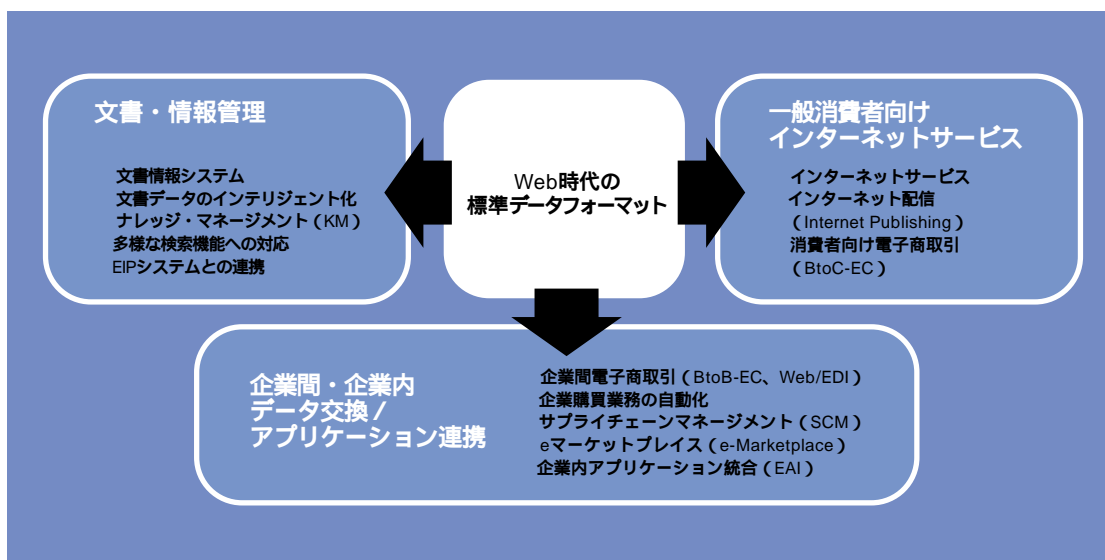 文書・情報管理
文書情報システム
文書データのインテリジェント化
ナレッジ・マネージメント(KM)
多様な検索機能への対応
EIPシステムとの連携
Web時代の
標準データフォーマット
一般消費者向け
インターネットサービス
インターネットサービス
インターネット配信
(Internet Publishing)
消費者向け電子商取引
(BtoC-EC)
企業間・企業内
データ交換/
アプリケーション連携
企業間電子商取引(BtoB-EC、Web/EDI)
企業購買業務の自動化
サプライチェーンマネージメント(SCM)
eマーケットプレイス(e-Marketplace)
企業内アプリケーション統合(EAI)